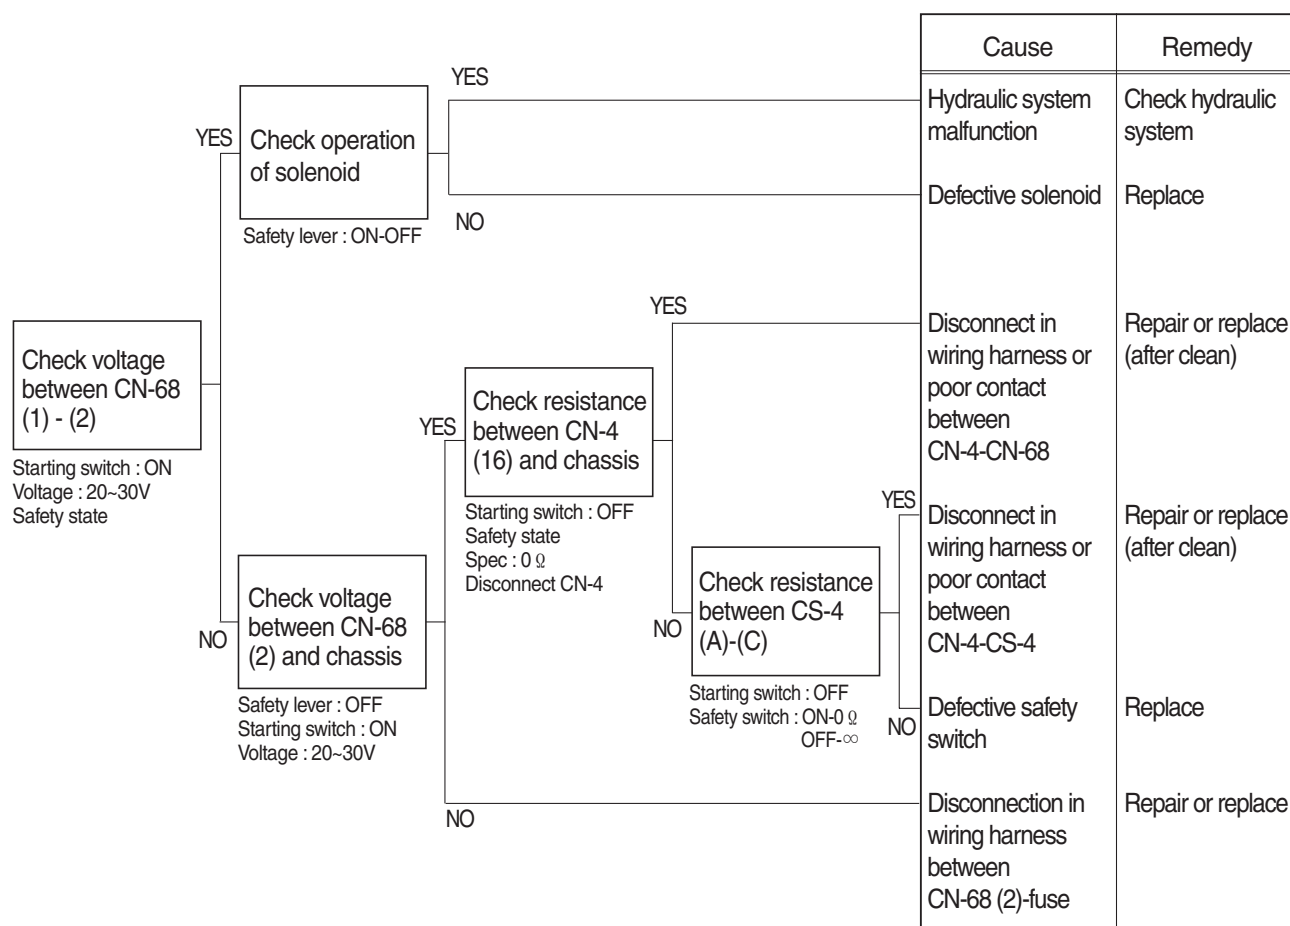 Cause
Remedy
YES
Hydraulic system
malfunction
Check hydraulic
system
YES
Check operation
of solenoid
Defective solenoid
Replace
NO
Safety lever : ON-OFF
YES
Disconnect in
wiring harness or
poor contact
between
CN-4-CN-68
Repair or replace
(after clean)
Check voltage
between CN-68
(1) - (2)
Starting switch : ON
Voltage : 20~30V
Safety state
YES
Check resistance
between CN-4
(16) and chassis
Starting switch : OFF
Safety state
Spec : 0 Ω
Disconnect CN-4
YES
Disconnect in
wiring harness or
poor contact
between
CN-4-CS-4
Repair or replace
(after clean)
NO
Check voltage
between CN-68
(2) and chassis
Safety lever : OFF
Starting switch : ON
Voltage : 20~30V
NO
Check resistance
between CS-4
(A)-(C)
Starting switch : OFF
Safety switch : ON-0 Ω
OFF-∞
NO
Defective safety
switch
Replace
NO
Disconnection in
wiring harness
between
CN-68 (2)-fuse
Repair or replace